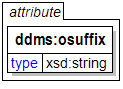 attribute
ddms:osuffix
type xsd:string